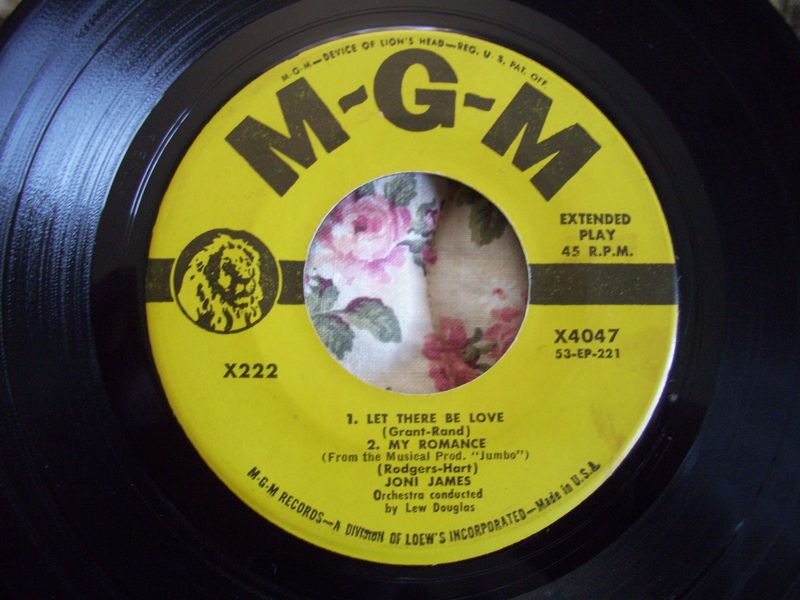 M-G-M—DEVICE OF LION'S HEAD—REG. U. S. PAT. OFF.
M-G-M
EXTENDED
PLAY
45 R.P.M.
X4047
53-EP-221
X222
1. LET THERE BE LOVE
(Grant-Rand)
2. MY ROMANCE
(From the Musical Prod. "Jumbo")
(Rodgers-Hart)
JONI JAMES
Orchestra conducted
by Lew Douglas
M-G-M RECORDS—A DIVISION OF LOEW'S INCORPORATED—Made in U.S.A.